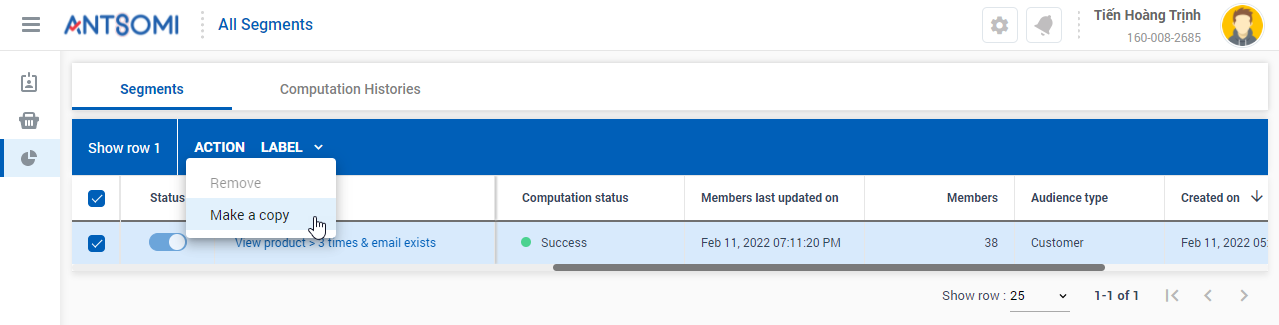 ANTSOMI
All Segments
Tiến Hoàng Trịnh
160-008-2685
Segments
Computation Histories
Show row 1
ACTION
LABEL
Remove
Make a copy
Status
Computation status
Members last updated on
Members
Audience type
Created on
View product > 3 times & email exists
Success
Feb 11, 2022 07:11:20 PM
38
Customer
Feb 11, 2022 05:
Show row : 25
1-1 of 1